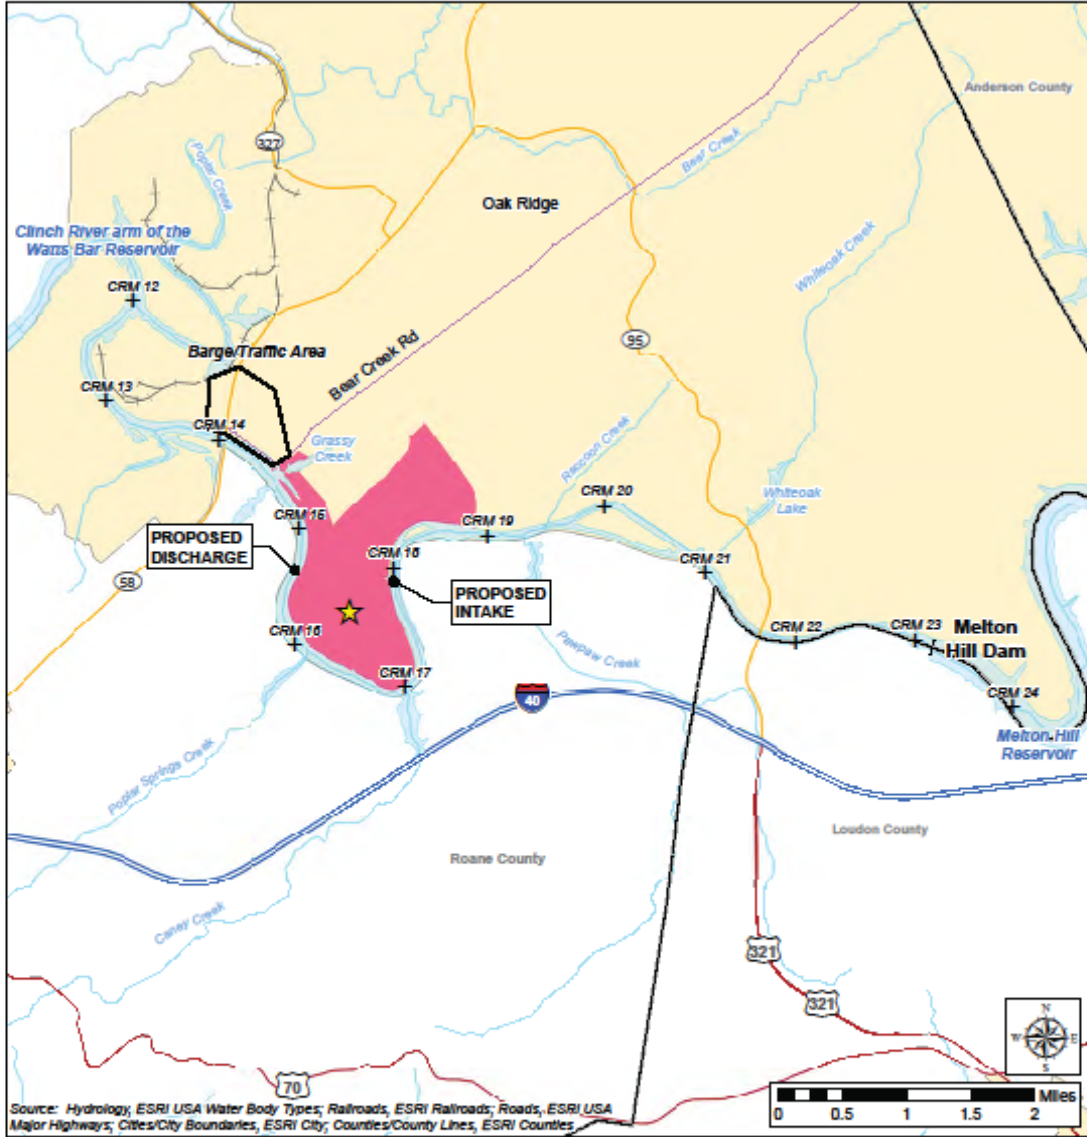 Anderson County
327
Poplar Creek
Bear Creek
Oak Ridge
Clinch River arm of the
Watts Bar Reservoir
Whiteoak Creek
CRM 12
95
Barge/Traffic Area
Bear Creek Rd
CRM 13
CRM 14
Grassy
Creek
Raccoon Creek
CRM 20
Whiteoak
Lake
CRM 15
CRM 19
PROPOSED
DISCHARGE
CRM 18
CRM 21
58
PROPOSED
INTAKE
CRM 16
CRM 22
CRM 23
Melton
Hill Dam
Pawpaw Creek
CRM 17
40
CRM 24
Melton Hill
Reservoir
Poplar Springs Creek
Loudon County
Roane County
Caney Creek
321
321
N
W E
S
70
Miles
0 0.5 1 1.5 2
Source: Hydrology, ESRI USA Water Body Types; Railroads, ESRI Railroads; Roads, ESRI USA
Major Highways; Cities/City Boundaries, ESRI City; Counties/County Lines, ESRI Counties